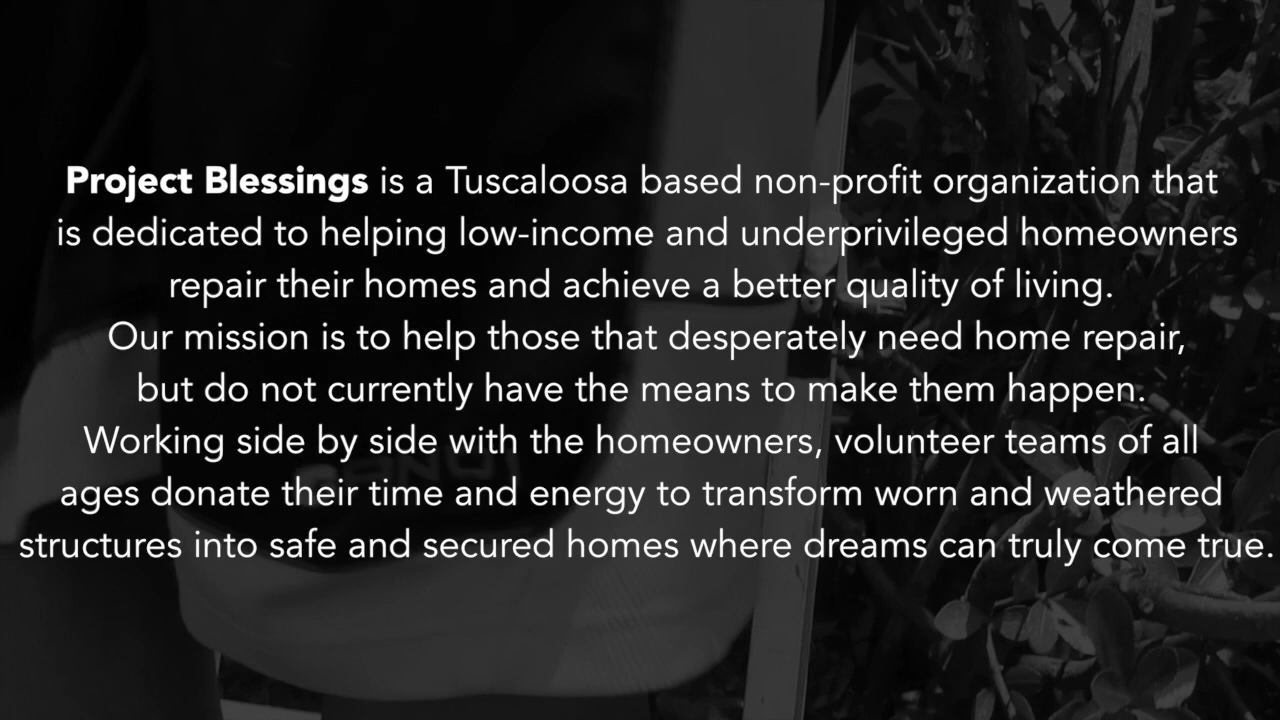 Project Blessings is a Tuscaloosa based non-profit organization that
is dedicated to helping low-income and underprivileged homeowners
repair their homes and achieve a better quality of living.
Our mission is to help those that desperately need home repair,
but do not currently have the means to make them happen.
Working side by side with the homeowners, volunteer teams of all
ages donate their time and energy to transform worn and weathered
structures into safe and secured homes where dreams can truly come true.